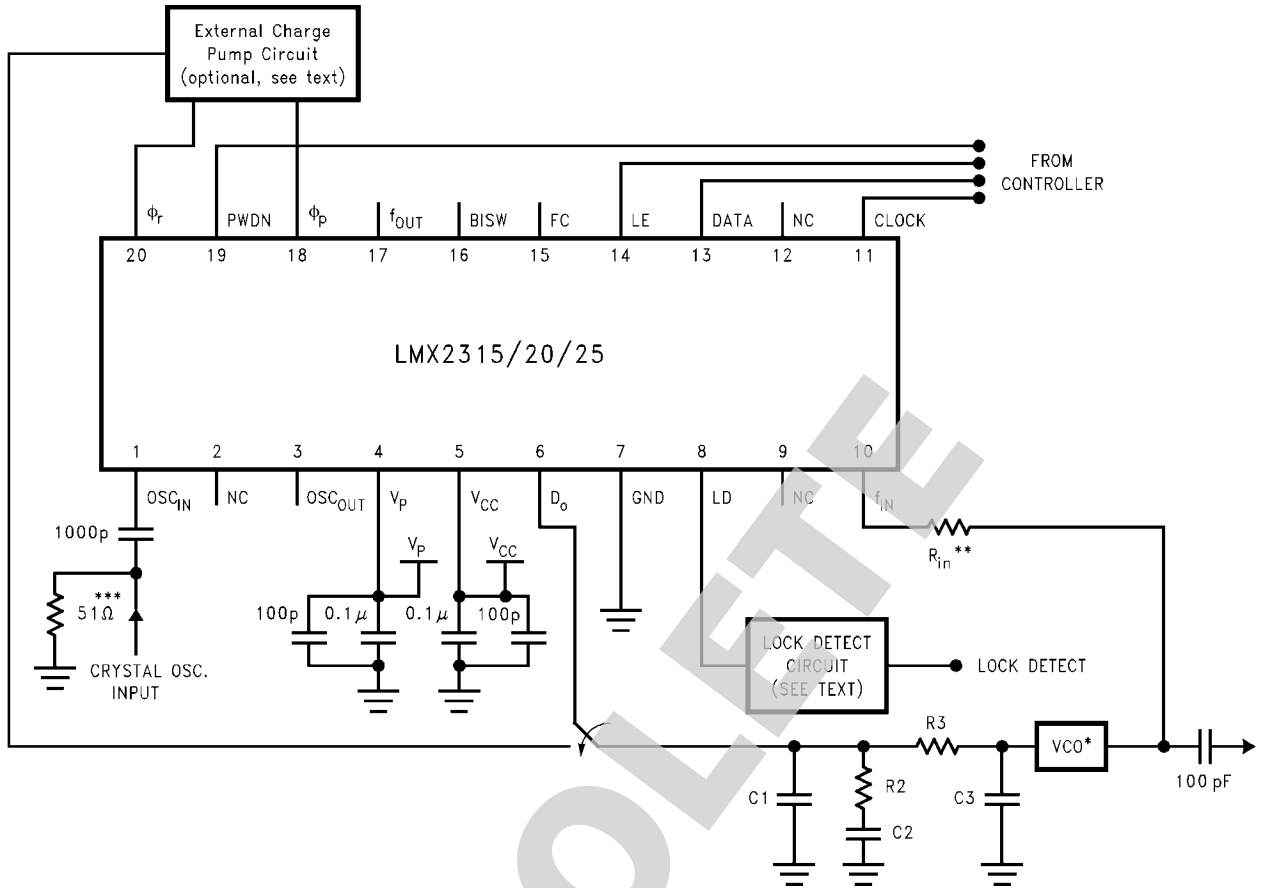 External Charge
Pump Circuit
(optional, see text)
FROM
CONTROLLER
ϕr PWDN ϕp fOUT BISW FC LE DATA NC CLOCK
20 19 18 17 16 15 14 13 12 11
LMX2315/20/25
1 2 3 4 5 6 7 8 9 10
OSCIN NC OSCOUT VP VCC Do GND LD NC fIN
1000p
VP VCC
Rin**
51Ω ***
100p 0.1μ 0.1μ 100p
CRYSTAL OSC.
INPUT
LOCK DETECT
CIRCUIT
(SEE TEXT)
LOCK DETECT
R3
VCO*
100 pF
C1 R2 C3
C2
OLETE